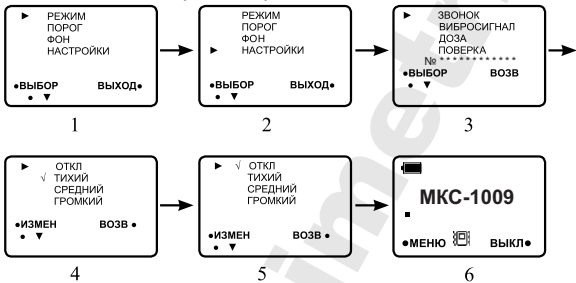 ► РЕЖИМ
ПОРОГ
ФОН
НАСТРОЙКИ
●ВЫБОР ВЫХОД●
● ▼
1
РЕЖИМ
ПОРОГ
ФОН
► НАСТРОЙКИ
●ВЫБОР ВЫХОД●
● ▼
2
► ЗВОНОК
ВИБРОСИГНАЛ
ДОЗА
ПОВЕРКА
№ * * * * * * * * * * * *
●ВЫБОР ВОЗВ
● ▼
3
► ОТКЛ
√ ТИХИЙ
СРЕДНИЙ
ГРОМКИЙ
●ИЗМЕН ВОЗВ ●
● ▼
4
► √ ОТКЛ
ТИХИЙ
СРЕДНИЙ
ГРОМКИЙ
●ИЗМЕН ВОЗВ ●
● ▼
5
МКС-1009
●МЕНЮ ВЫКЛ●
6